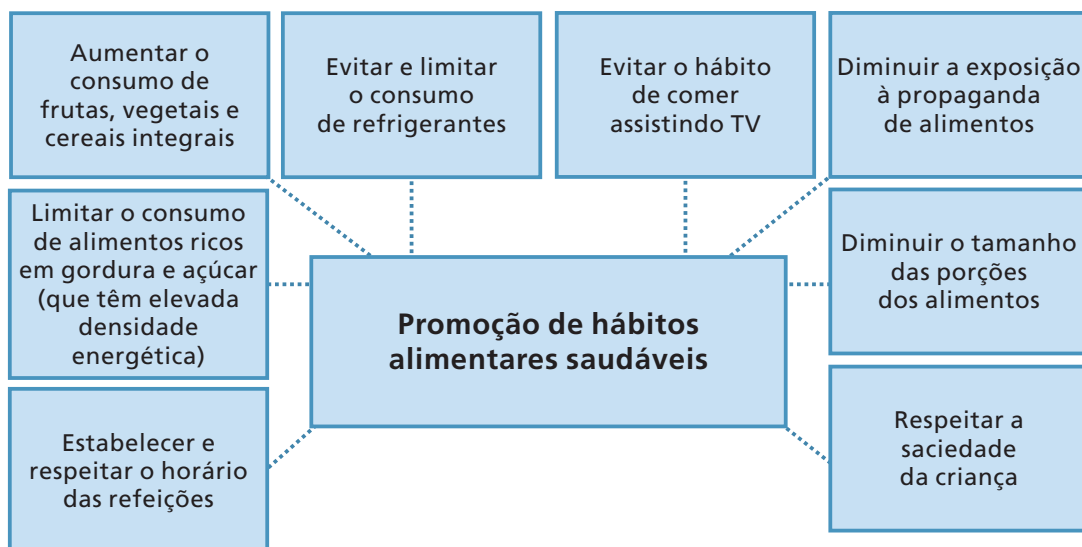 Aumentar o
consumo de
frutas, vegetais e
cereais integrais
Evitar e limitar
o consumo
de refrigerantes
Evitar o hábito
de comer
assistindo TV
Diminuir a exposição
à propaganda
de alimentos
Limitar o consumo
de alimentos ricos
em gordura e açúcar
(que têm elevada
densidade
energética)
Promoção de hábitos
alimentares saudáveis
Diminuir o tamanho
das porções
dos alimentos
Estabelecer e
respeitar o horário
das refeições
Respeitar a
saciedade
da criança